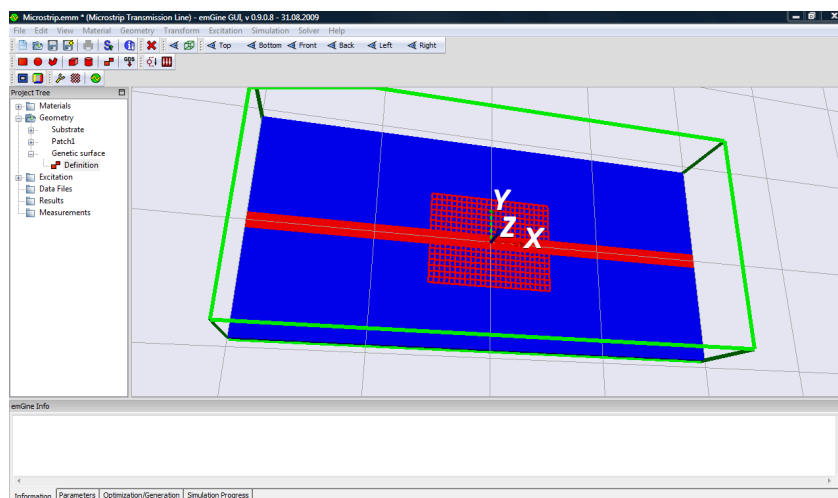 Microstrip.emm * (Microstrip Transmission Line) - emGine GUI, v 0.9.0.8 - 31.08.2009
File Edit View Material Geometry Transform Excitation Simulation Solver Help
Top Bottom Front Back Left Right
GDS
Project Tree
Materials
Geometry
Substrate
Patch1
Genetic surface
Definition
Excitation
Data Files
Results
Measurements
Y
Z
X
emGine Info
Information Parameters Optimization/Generation Simulation Progress